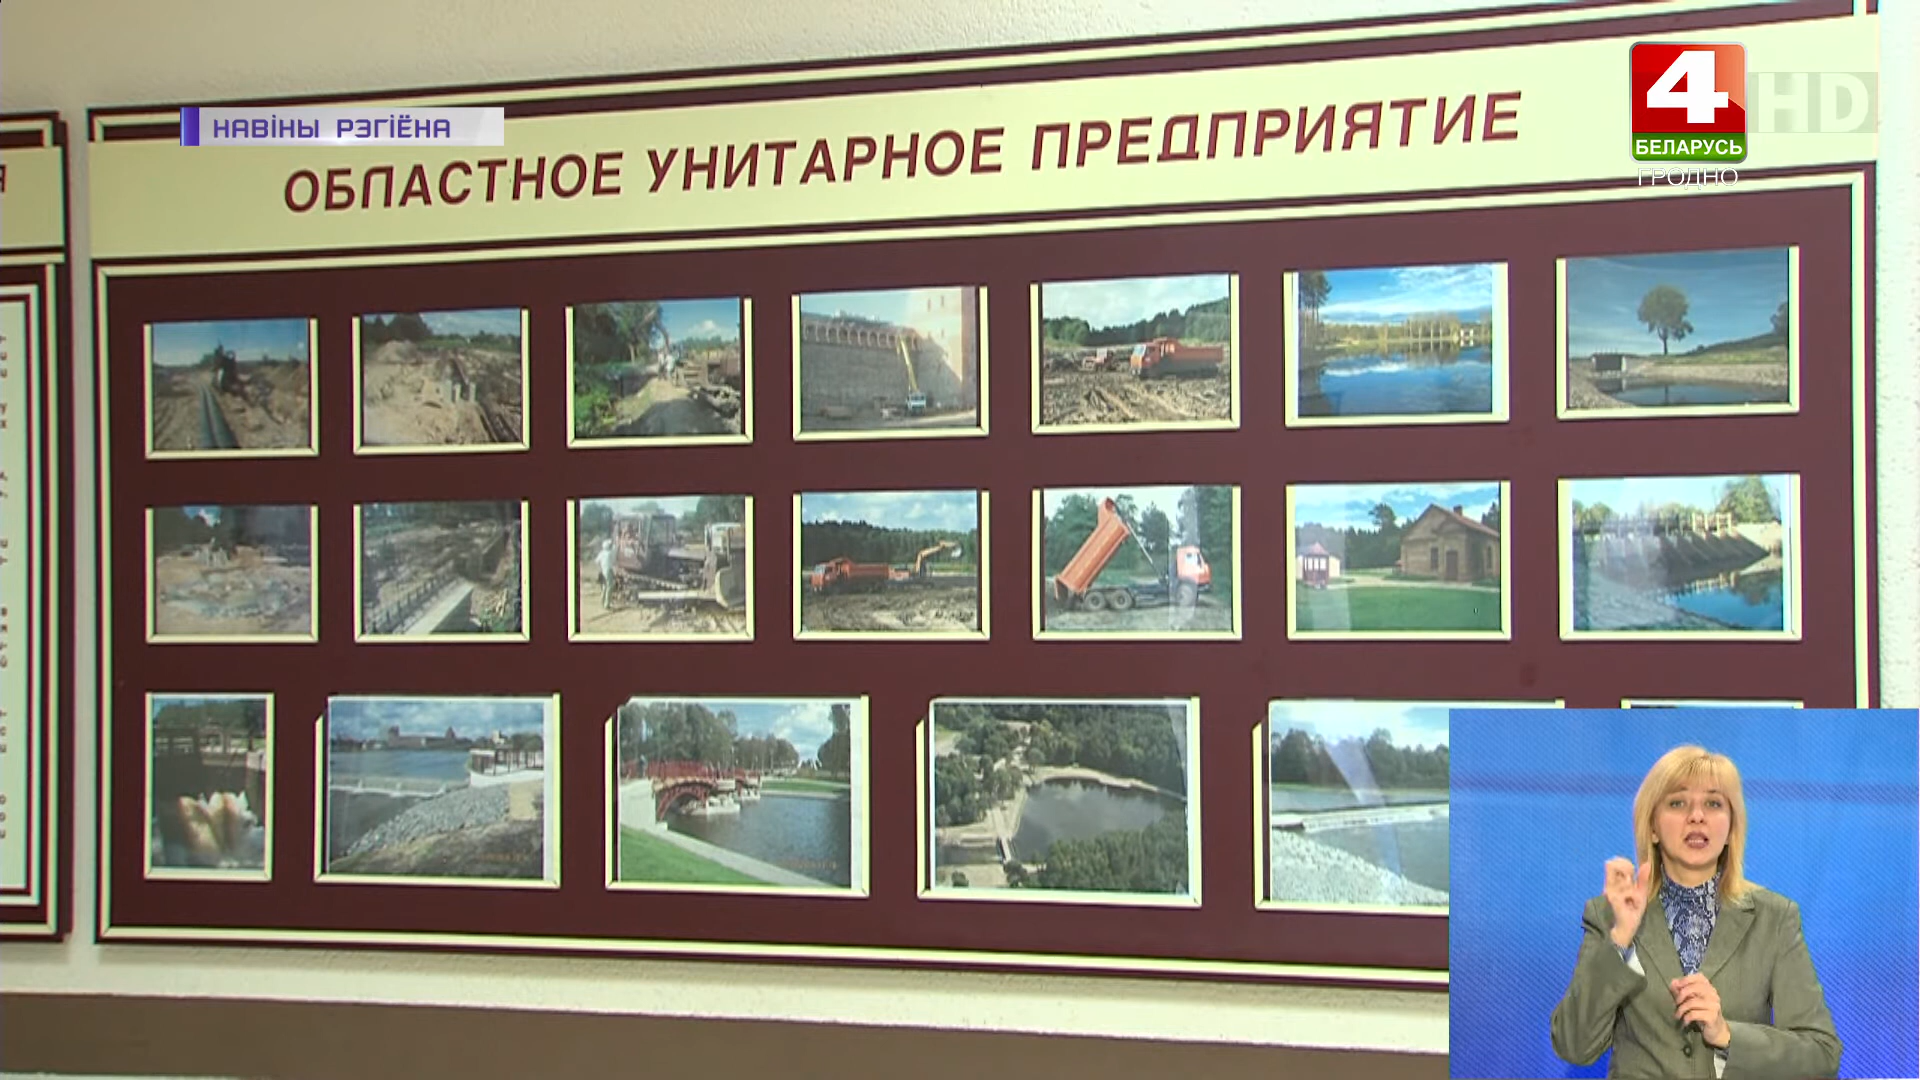 НАВІНЫ РЭГІЁНА
4 HD
БЕЛАРУСЬ
ГРОДНО
ОБЛАСТНОЕ УНИТАРНОЕ ПРЕДПРИЯТИЕ